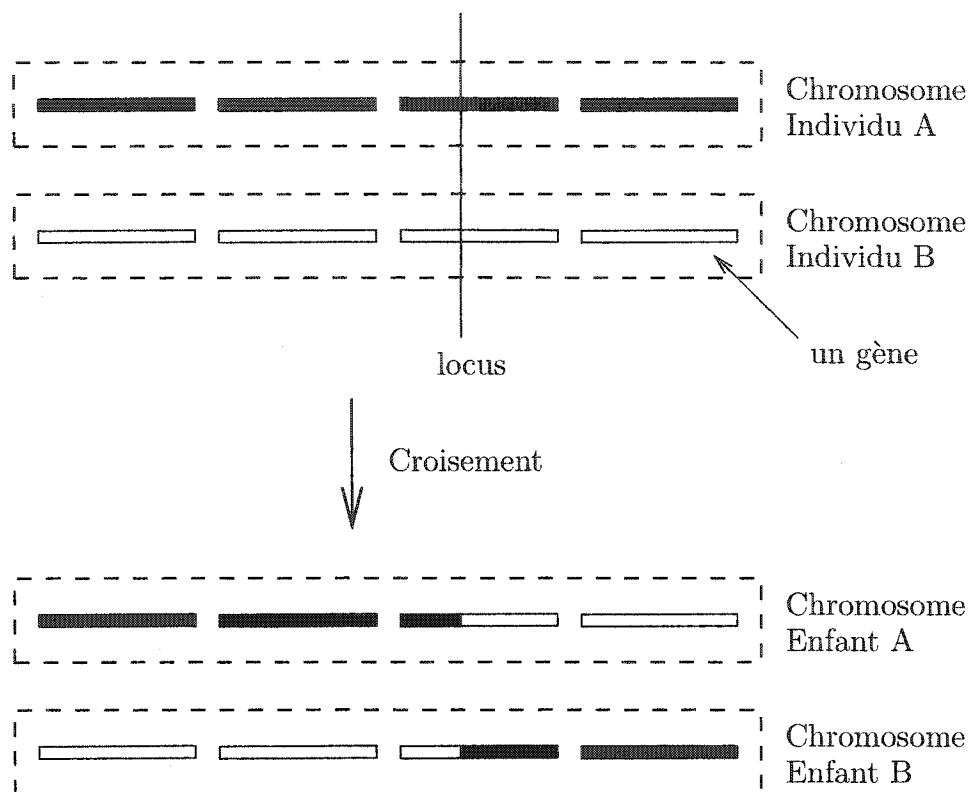 Chromosome
Individu A
Chromosome
Individu B
un gène
locus
Croisement
Chromosome
Enfant A
Chromosome
Enfant B